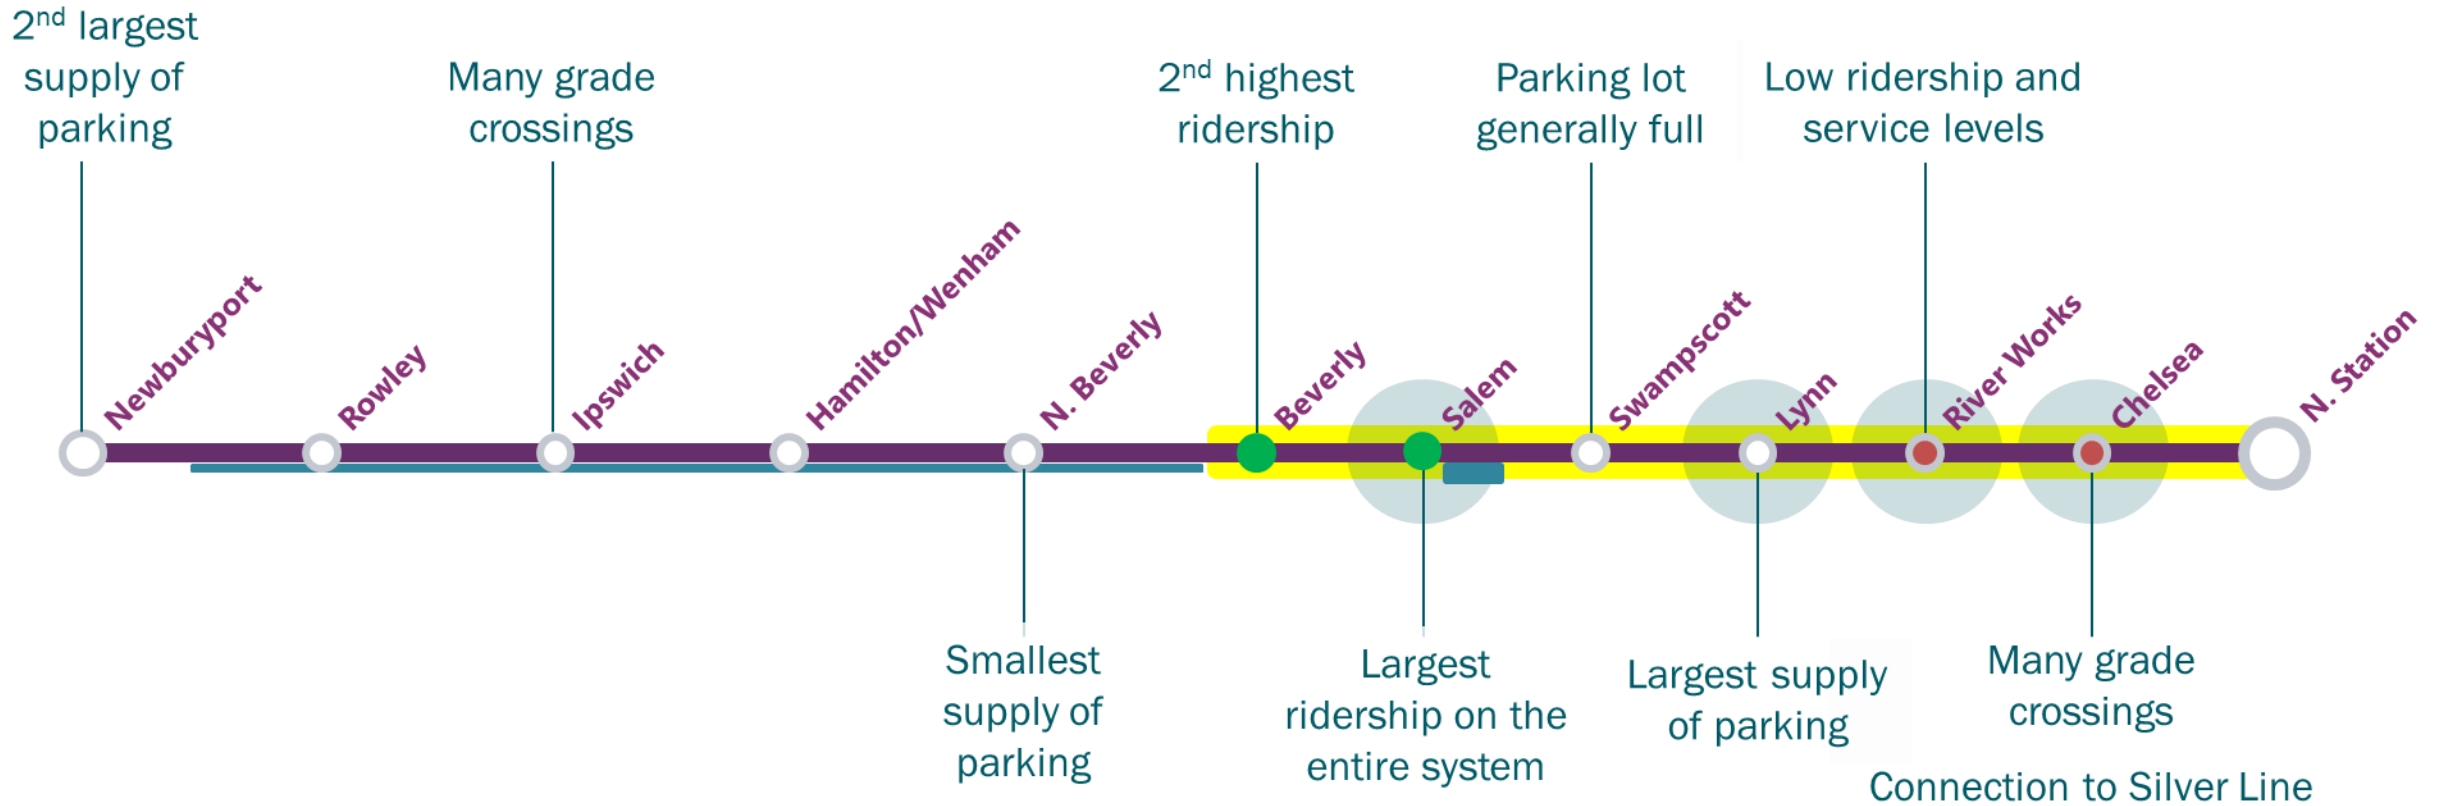 2nd largest
supply of
parking
Many grade
crossings
2nd highest
ridership
Parking lot
generally full
Low ridership and
service levels
Newburyport
Rowley
Ipswich
Hamilton/Wenham
N. Beverly
Beverly
Salem
Swampscott
Lynn
River Works
Chelsea
N. Station
Smallest
supply of
parking
Largest
ridership on the
entire system
Largest supply
of parking
Many grade
crossings
Connection to Silver Line